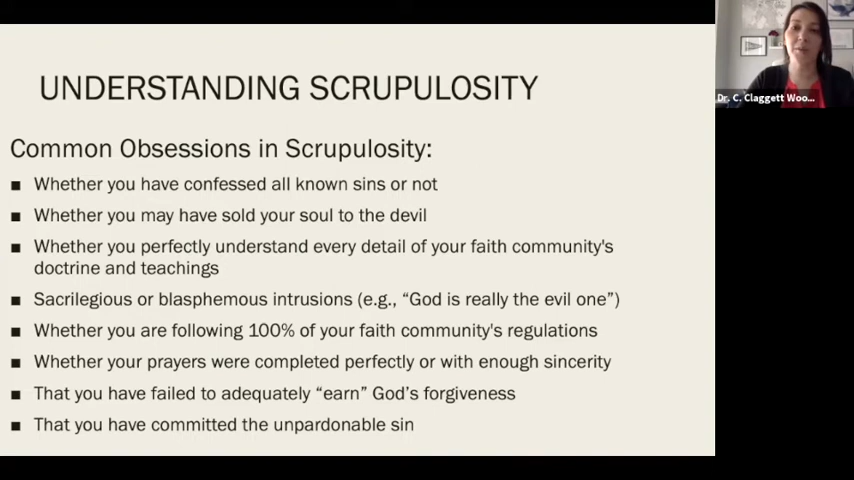 UNDERSTANDING SCRUPULOSITY
Common Obsessions in Scrupulosity:
■ Whether you have confessed all known sins or not
■ Whether you may have sold your soul to the devil
■ Whether you perfectly understand every detail of your faith community's
doctrine and teachings
■ Sacrilegious or blasphemous intrusions (e.g., “God is really the evil one”)
■ Whether you are following 100% of your faith community's regulations
■ Whether your prayers were completed perfectly or with enough sincerity
■ That you have failed to adequately “earn” God’s forgiveness
■ That you have committed the unpardonable sin
Dr. C. Claggett Woo...